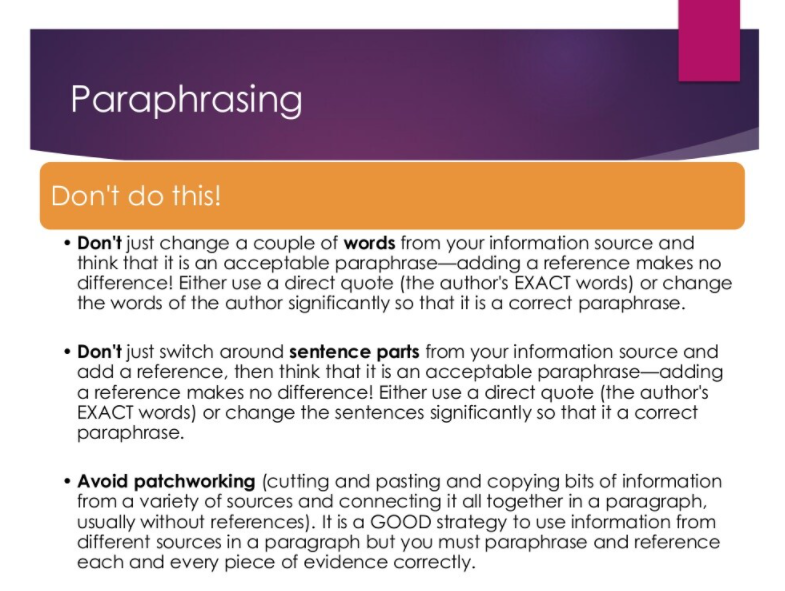 Paraphrasing
Don't do this!
• Don't just change a couple of words from your information source and
think that it is an acceptable paraphrase—adding a reference makes no
difference! Either use a direct quote (the author's EXACT words) or change
the words of the author significantly so that it is a correct paraphrase.
• Don't just switch around sentence parts from your information source and
add a reference, then think that it is an acceptable paraphrase—adding
a reference makes no difference! Either use a direct quote (the author's
EXACT words) or change the sentences significantly so that it a correct
paraphrase.
• Avoid patchworking (cutting and pasting and copying bits of information
from a variety of sources and connecting it all together in a paragraph,
usually without references). It is a GOOD strategy to use information from
different sources in a paragraph but you must paraphrase and reference
each and every piece of evidence correctly.